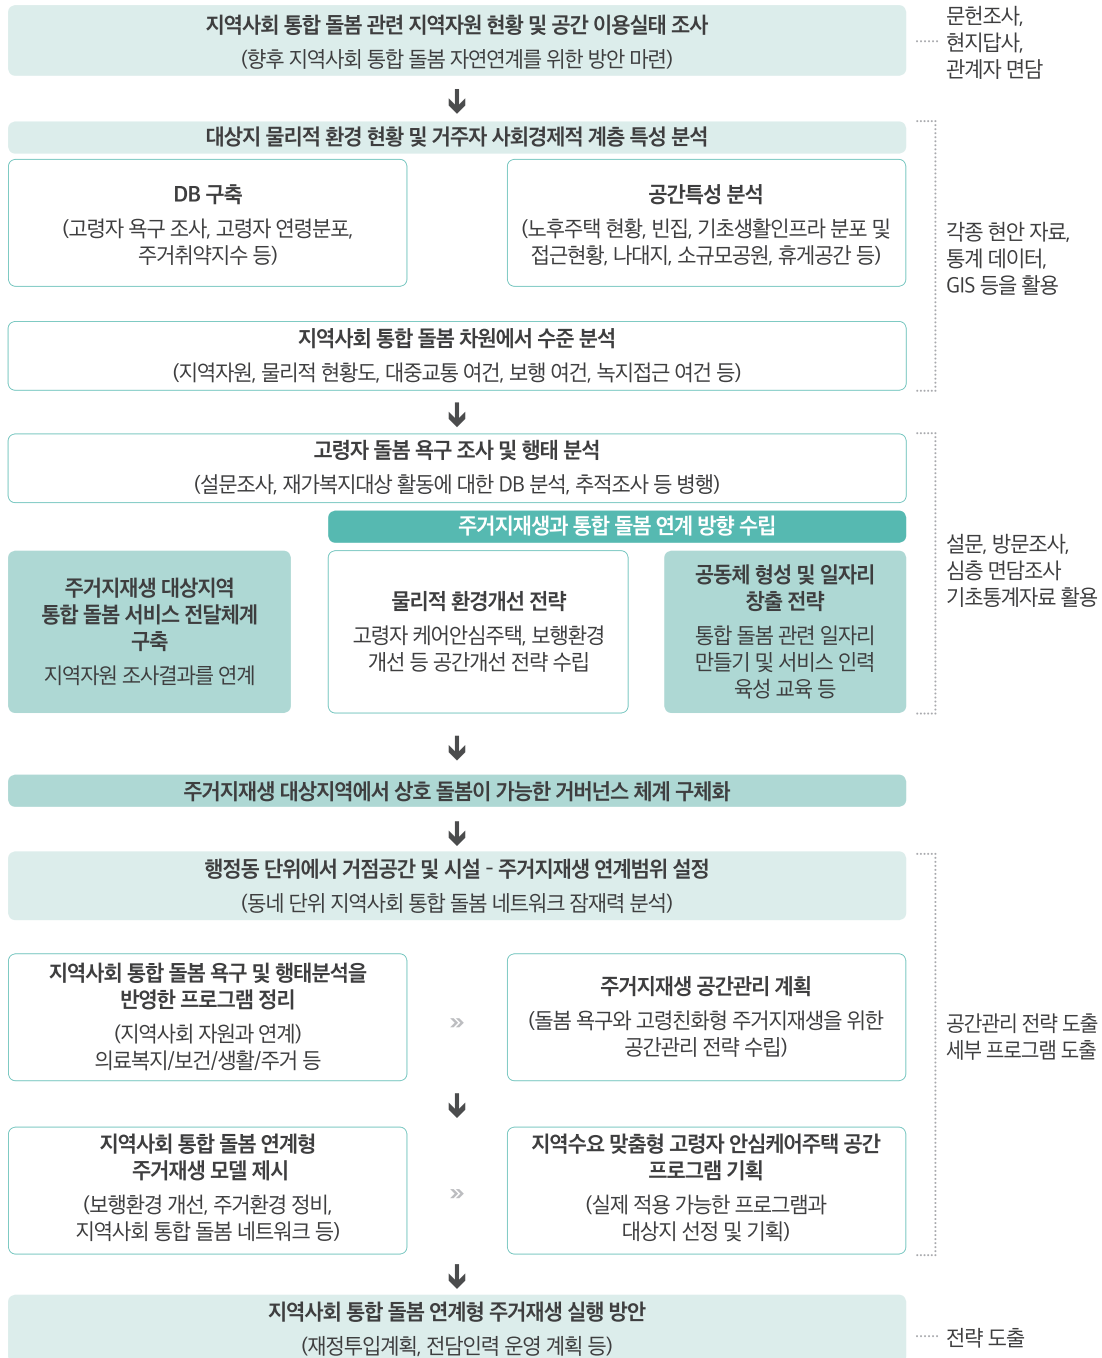 지역사회 통합 돌봄 관련 지역자원 현황 및 공간 이용실태 조사
(향후 지역사회 통합 돌봄 자연연계를 위한 방안 마련)
문헌조사,
현지답사,
관계자 면담
대상지 물리적 환경 현황 및 거주자 사회경제적 계층 특성 분석
DB 구축
(고령자 욕구 조사, 고령자 연령분포,
주거취약지수 등)
공간특성 분석
(노후주택 현황, 빈집, 기초생활인프라 분포 및
접근현황, 나대지, 소규모공원, 휴게공간 등)
지역사회 통합 돌봄 차원에서 수준 분석
(지역자원, 물리적 현황도, 대중교통 여건, 보행 여건, 녹지접근 여건 등)
각종 현안 자료,
통계 데이터,
GIS 등을 활용
고령자 돌봄 욕구 조사 및 행태 분석
(설문조사, 재가복지대상 활동에 대한 DB 분석, 추적조사 등 병행)
주거지재생과 통합 돌봄 연계 방향 수립
주거지재생 대상지역
통합 돌봄 서비스 전달체계
구축
지역자원 조사결과를 연계
물리적 환경개선 전략
고령자 케어안심주택, 보행환경
개선 등 공간개선 전략 수립
공동체 형성 및 일자리
창출 전략
통합 돌봄 관련 일자리
만들기 및 서비스 인력
육성 교육 등
설문, 방문조사,
심층 면담조사
기초통계자료 활용
주거지재생 대상지역에서 상호 돌봄이 가능한 거버넌스 체계 구체화
행정동 단위에서 거점공간 및 시설 - 주거지재생 연계범위 설정
(동네 단위 지역사회 통합 돌봄 네트워크 잠재력 분석)
지역사회 통합 돌봄 욕구 및 행태분석을
반영한 프로그램 정리
(지역사회 자원과 연계)
의료복지/보건/생활/주거 등
»
주거지재생 공간관리 계획
(돌봄 욕구와 고령친화형 주거지재생을 위한
공간관리 전략 수립)
공간관리 전략 도출
세부 프로그램 도출
지역사회 통합 돌봄 연계형
주거재생 모델 제시
(보행환경 개선, 주거환경 정비,
지역사회 통합 돌봄 네트워크 등)
»
지역수요 맞춤형 고령자 안심케어주택 공간
프로그램 기획
(실제 적용 가능한 프로그램과
대상지 선정 및 기획)
지역사회 통합 돌봄 연계형 주거재생 실행 방안
(재정투입계획, 전담인력 운영 계획 등)
전략 도출